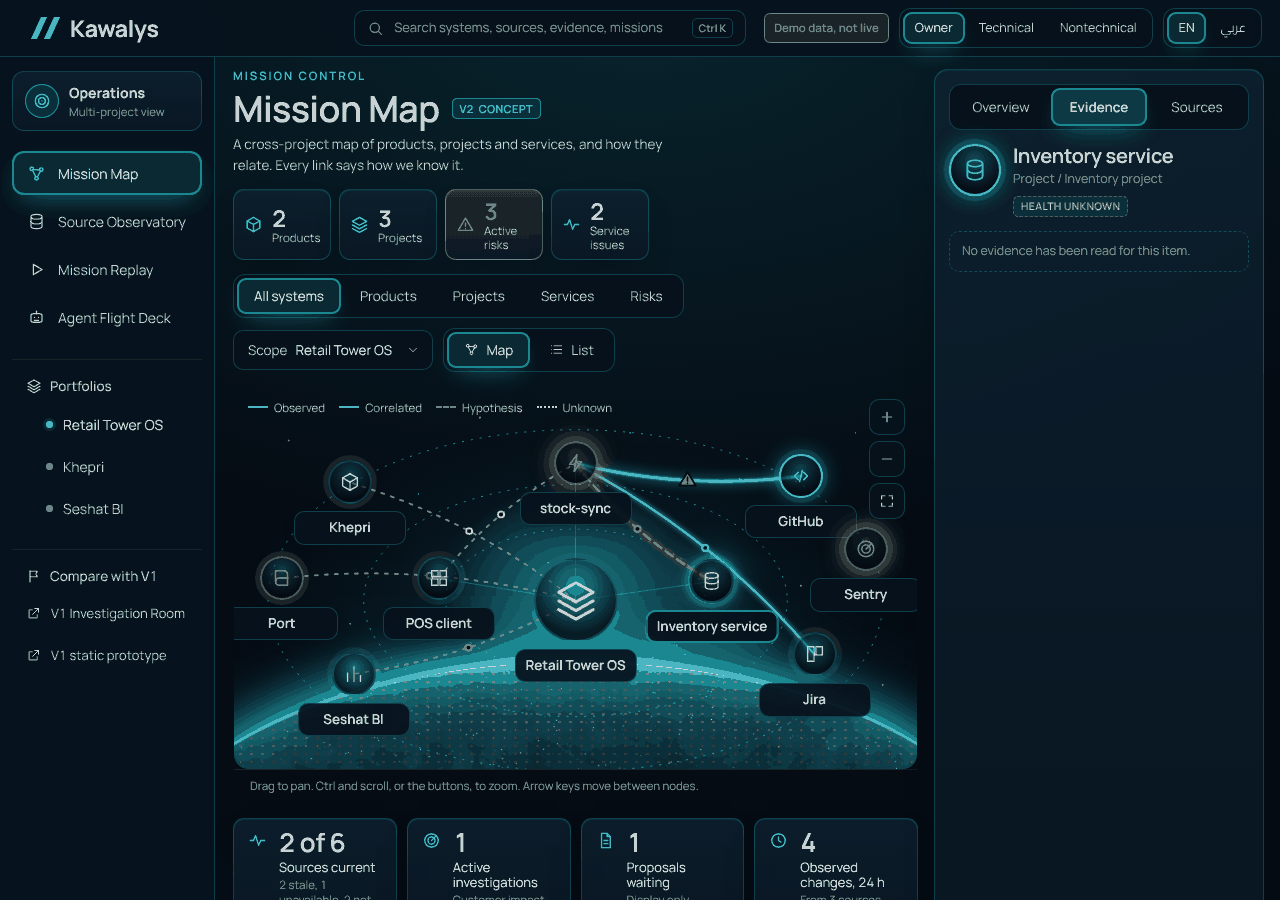 Kawalys
Search systems, sources, evidence, missions
Ctrl K
Demo data, not live
Owner
Technical
Nontechnical
EN
عربي
Operations
Multi-project view
Mission Map
Source Observatory
Mission Replay
Agent Flight Deck
Portfolios
Retail Tower OS
Khepri
Seshat BI
Compare with V1
V1 Investigation Room
V1 static prototype
MISSION CONTROL
Mission Map
V2 CONCEPT
A cross-project map of products, projects and services, and how they
relate. Every link says how we know it.
2
Products
3
Projects
3
Active
risks
2
Service
issues
All systems
Products
Projects
Services
Risks
Scope Retail Tower OS
Map
List
Observed
Correlated
Hypothesis
Unknown
stock-sync
Khepri
GitHub
Sentry
Port
POS client
Inventory service
Retail Tower OS
Jira
Seshat BI
Drag to pan. Ctrl and scroll, or the buttons, to zoom. Arrow keys move between nodes.
2 of 6
Sources current
2 stale, 1
1
Active
investigations
1
Proposals
waiting
4
Observed
changes, 24 h
Overview
Evidence
Sources
Inventory service
Project / Inventory project
HEALTH UNKNOWN
No evidence has been read for this item.